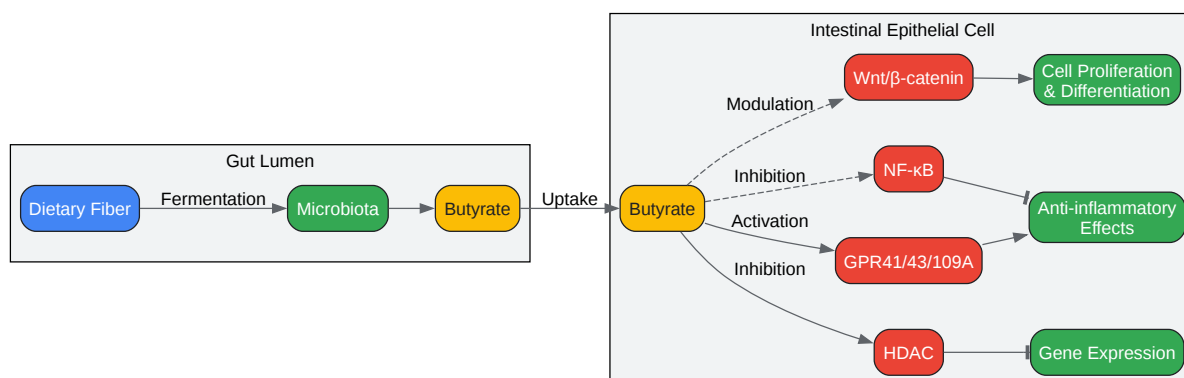 Intestinal Epithelial Cell
Wnt/β-catenin
Cell Proliferation
& Differentiation
Modulation
Gut Lumen
Dietary Fiber
Fermentation
Microbiota
Butyrate
Uptake
Butyrate
Inhibition
NF-κB
Activation
GPR41/43/109A
Anti-inflammatory
Effects
Inhibition
HDAC
Gene Expression